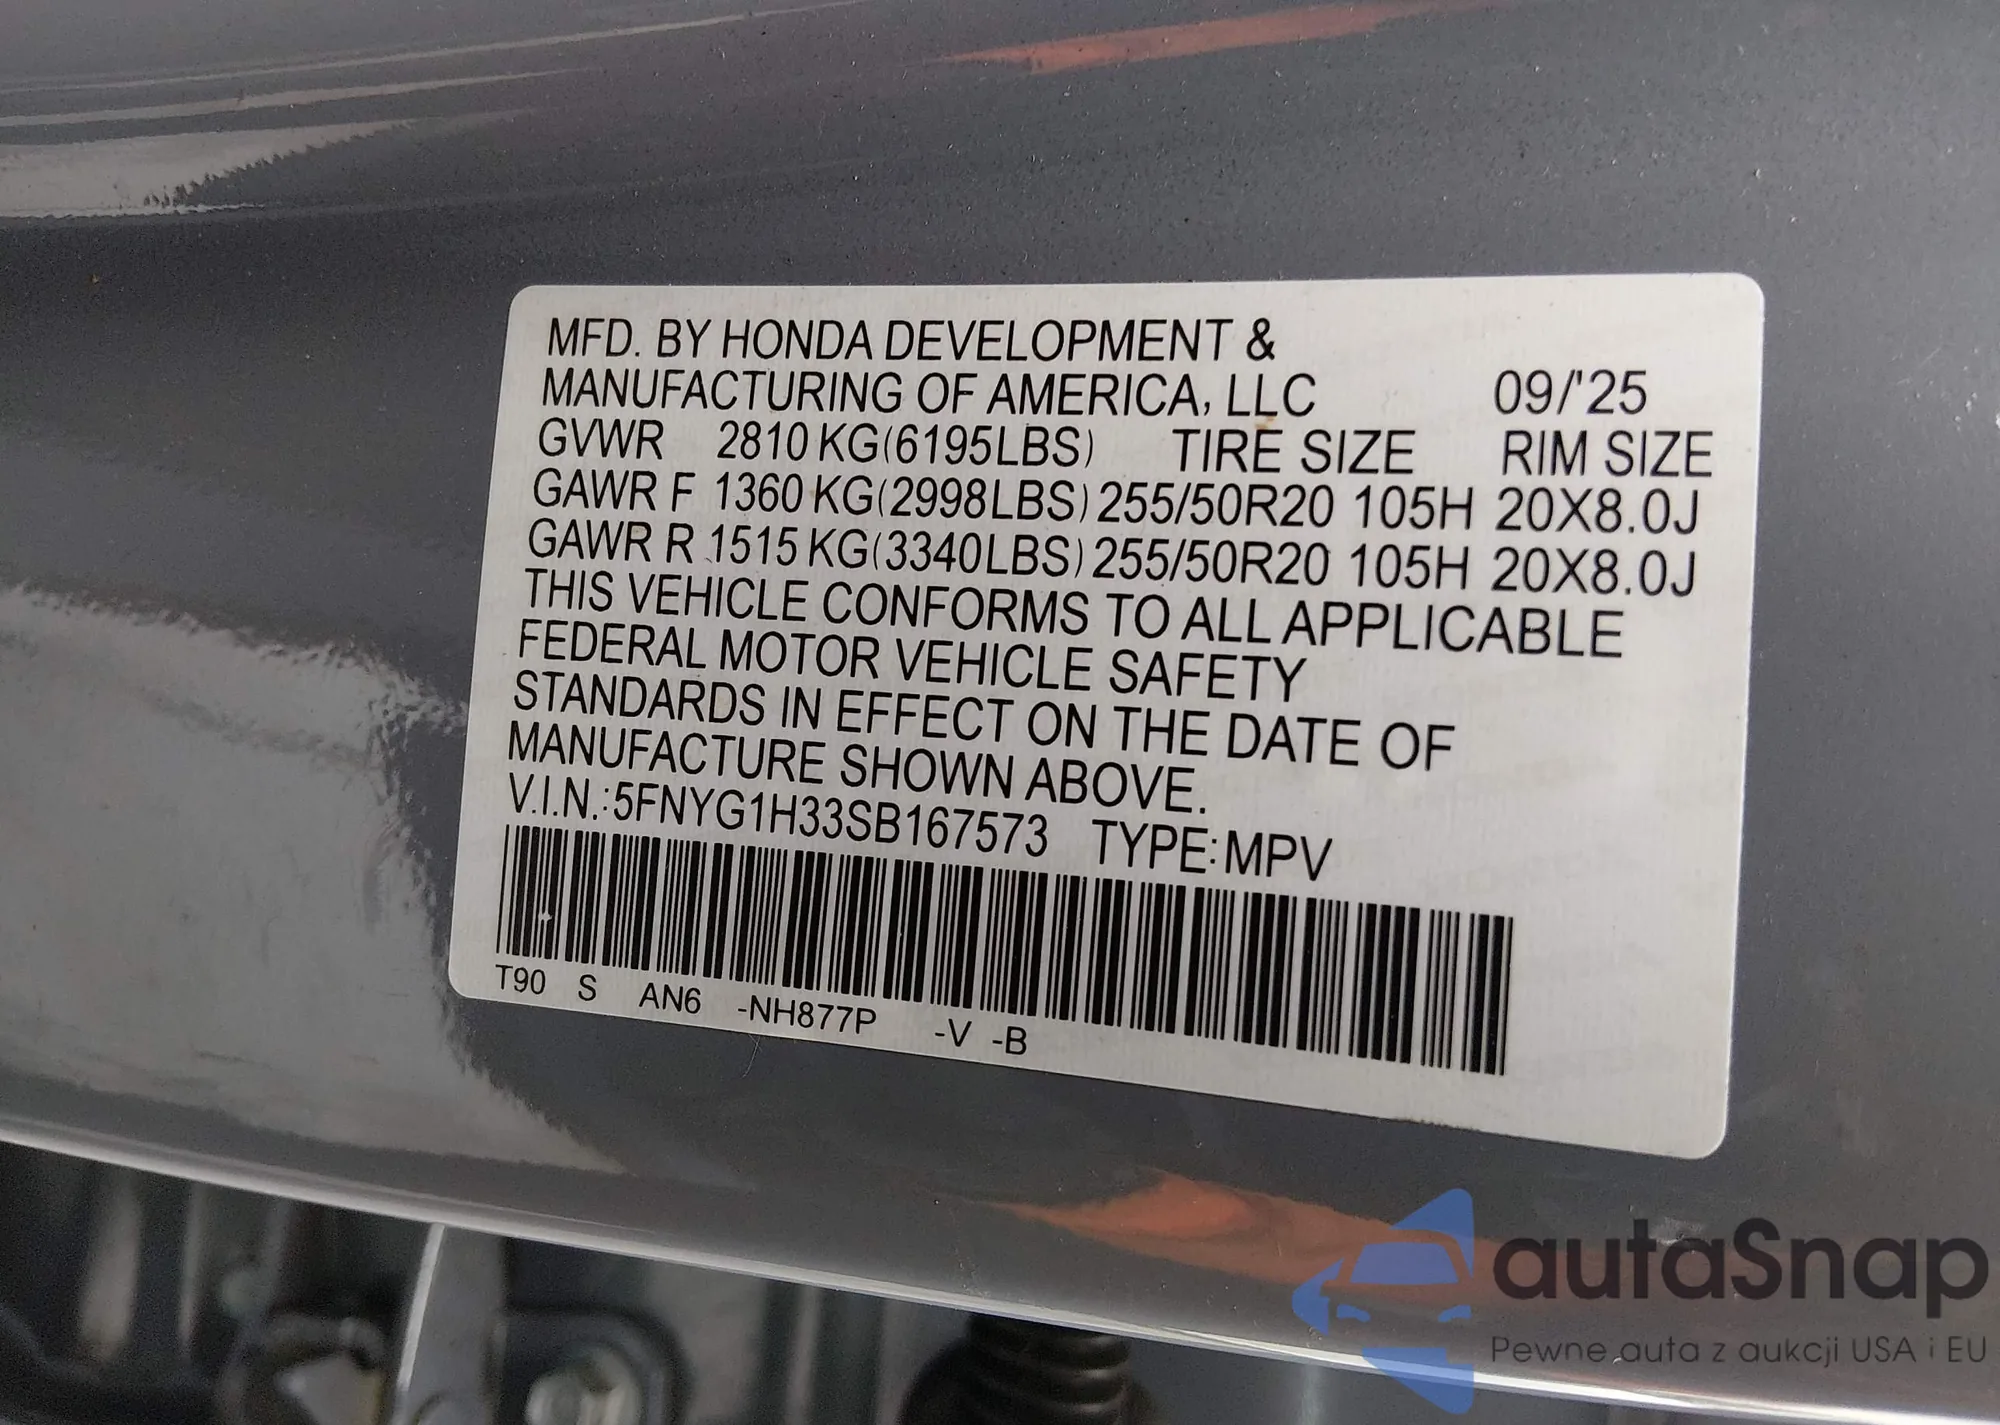 MFD. BY HONDA DEVELOPMENT &
MANUFACTURING OF AMERICA, LLC 09/'25
GVWR 2810 KG(6195LBS) TIRE SIZE RIM SIZE
GAWR F 1360 KG(2998LBS) 255/50R20 105H 20X8.0J
GAWR R 1515 KG(3340LBS) 255/50R20 105H 20X8.0J
THIS VEHICLE CONFORMS TO ALL APPLICABLE
FEDERAL MOTOR VEHICLE SAFETY
STANDARDS IN EFFECT ON THE DATE OF
MANUFACTURE SHOWN ABOVE.
V.I.N.:5FNYG1H33SB167573 TYPE:MPV
T90 S AN6 -NH877P -V -B
autaSnap
Pewne auta z aukcji USA i EU